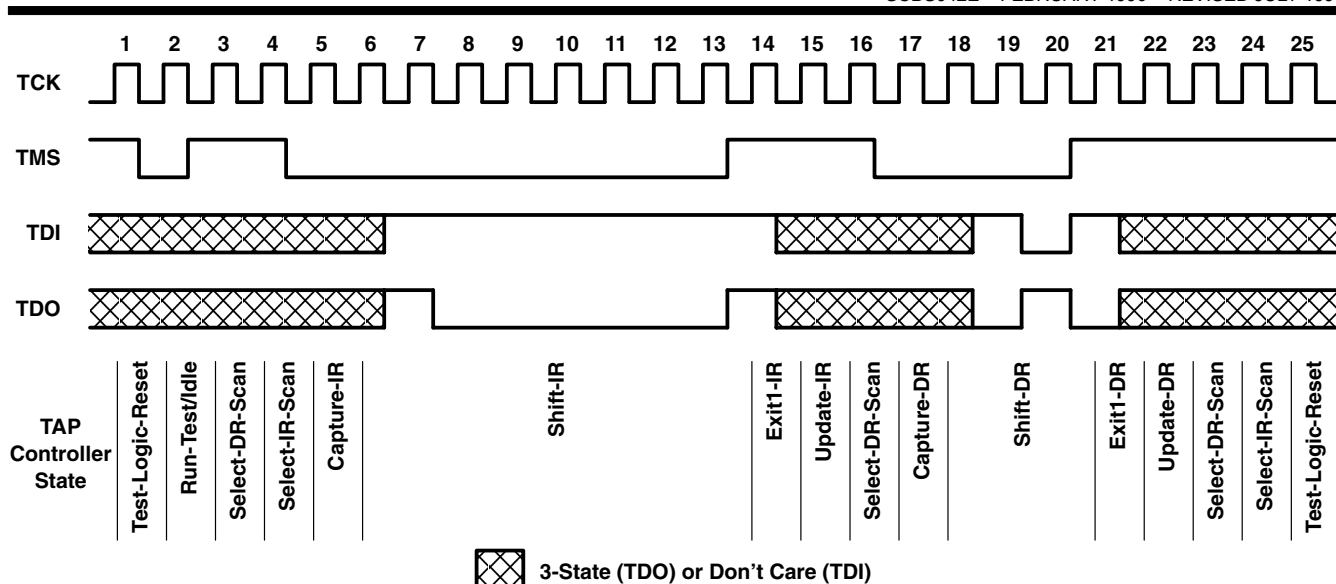 1 2 3 4 5 6 7 8 9 10 11 12 13 14 15 16 17 18 19 20 21 22 23 24 25
TCK
TMS
TDI
TDO
TAP
Controller
State
Test-Logic-Reset
Run-Test/Idle
Select-DR-Scan
Select-IR-Scan
Capture-IR
Shift-IR
Exit1-IR
Update-IR
Select-DR-Scan
Capture-DR
Shift-DR
Exit1-DR
Update-DR
Select-DR-Scan
Select-IR-Scan
Test-Logic-Reset
3-State (TDO) or Don't Care (TDI)